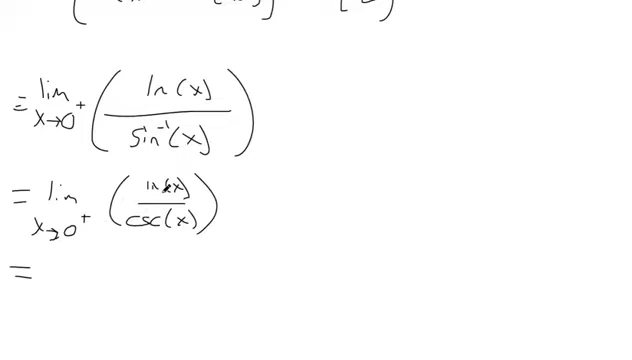 = lim x→0⁺ ( ln(x) / sin⁻¹(x) )
= lim x→0⁺ ( ln(x) / csc(x) )
=